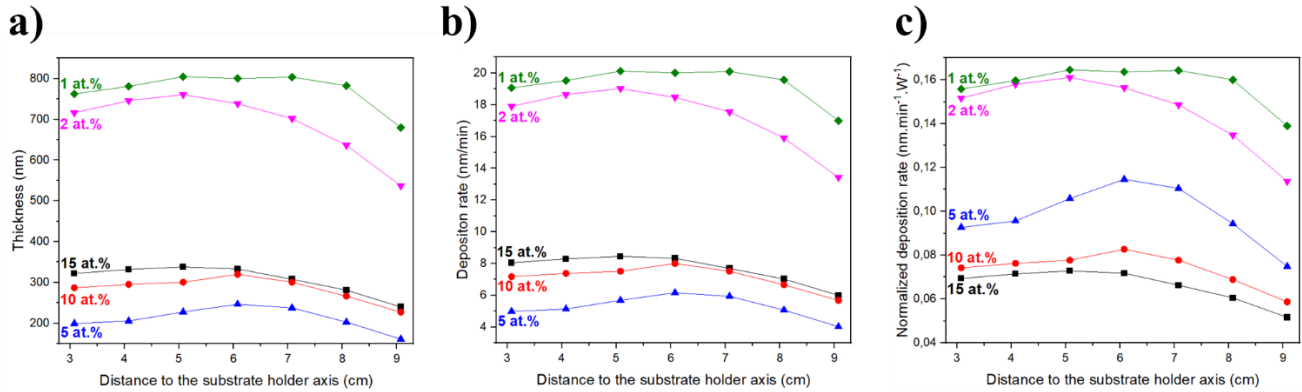 a)
1 at.%
2 at.%
15 at.%
10 at.%
5 at.%
800
700
600
500
400
350
300
250
200
Thickness (nm)
3 4 5 6 7 8 9
Distance to the substrate holder axis (cm)
b)
1 at.%
2 at.%
15 at.%
10 at.%
5 at.%
20
18
16
14
12
10
8
6
4
Depositon rate (nm/min)
3 4 5 6 7 8 9
Distance to the substrate holder axis (cm)
c)
1 at.%
2 at.%
5 at.%
10 at.%
15 at.%
0,16
0,14
0,12
0,10
0,08
0,06
0,04
Normalized deposition rate (nm.min⁻¹.W⁻¹)
3 4 5 6 7 8 9
Distance to the substrate holder axis (cm)